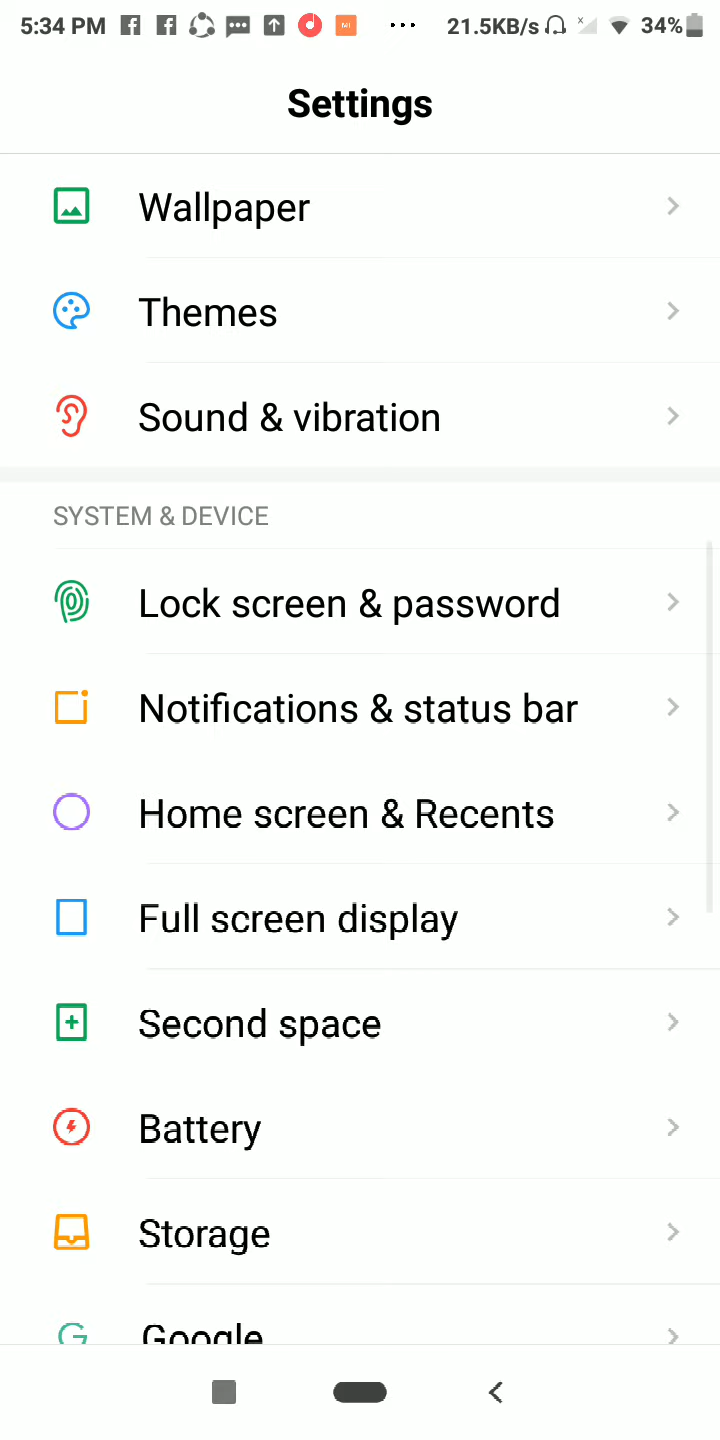 5:34 PM ... 21.5KB/s 34%
Settings
Wallpaper
Themes
Sound & vibration
SYSTEM & DEVICE
Lock screen & password
Notifications & status bar
Home screen & Recents
Full screen display
Second space
Battery
Storage
Google